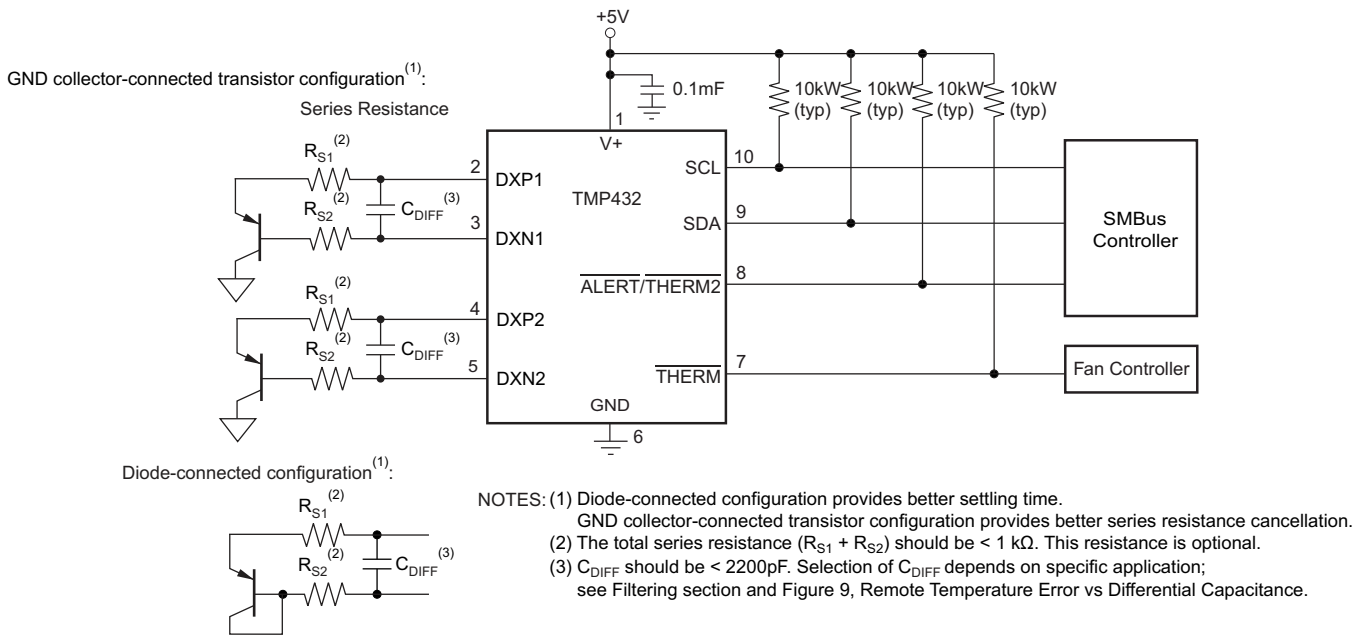 +5V
GND collector-connected transistor configuration(1):
Series Resistance
0.1mF
10kW
(typ)
10kW
(typ)
10kW
(typ)
10kW
(typ)
1
V+
RS1(2)
2
DXP1
TMP432
SCL
10
RS2(2)
CDIFF(3)
3
DXN1
SDA
9
SMBus
Controller
ALERT/THERM2
8
RS1(2)
4
DXP2
RS2(2)
CDIFF(3)
5
DXN2
THERM
7
Fan Controller
GND
6
Diode-connected configuration(1):
RS1(2)
RS2(2)
CDIFF(3)
NOTES: (1) Diode-connected configuration provides better settling time.
GND collector-connected transistor configuration provides better series resistance cancellation.
(2) The total series resistance (RS1 + RS2) should be < 1 kΩ. This resistance is optional.
(3) CDIFF should be < 2200pF. Selection of CDIFF depends on specific application;
see Filtering section and Figure 9, Remote Temperature Error vs Differential Capacitance.